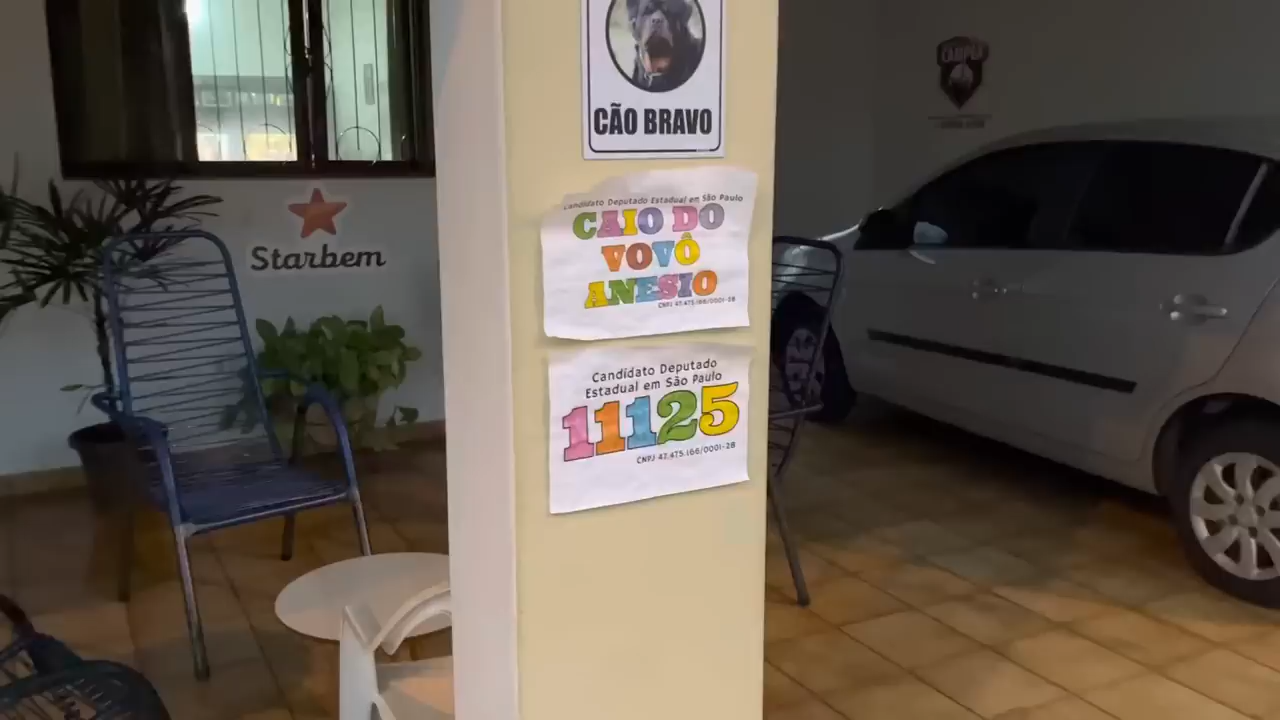 CÃO BRAVO
Candidato Deputado Estadual em São Paulo
CAIO DO
VOVÔ
ANESIO
CNPJ 47.475.166/0001-28
Starbem
Candidato Deputado
Estadual em São Paulo
11125
CNPJ 47.475.166/0001-28